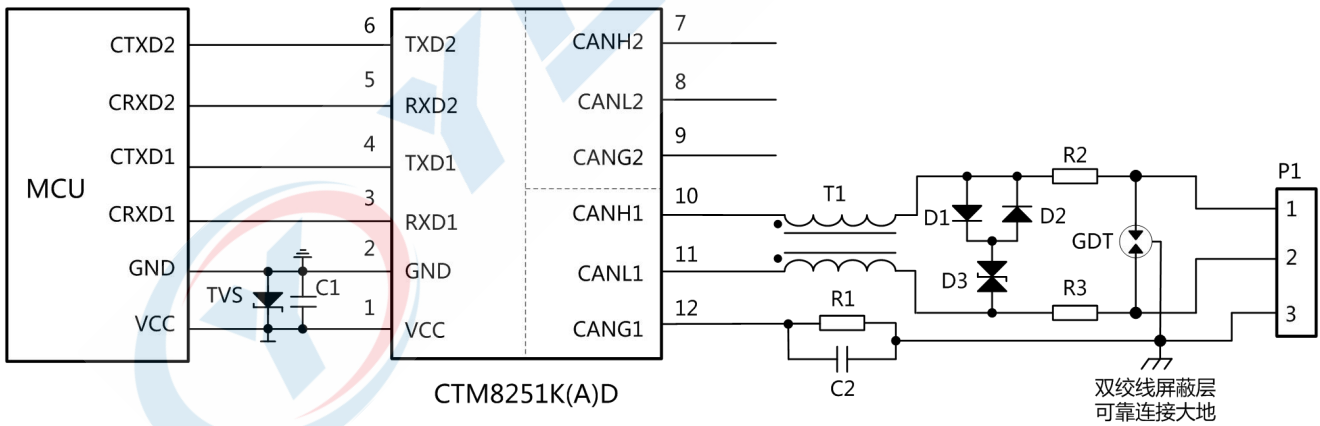 MCU
CTXD2
CRXD2
CTXD1
CRXD1
GND
VCC
6
5
4
3
2
1
TVS
C1
TXD2
RXD2
TXD1
RXD1
GND
VCC
CANH2
CANL2
CANG2
CANH1
CANL1
CANG1
7
8
9
10
11
12
CTM8251K(A)D
T1
R1
C2
D1
D2
D3
R2
R3
GDT
P1
1
2
3
双绞线屏蔽层
可靠连接大地